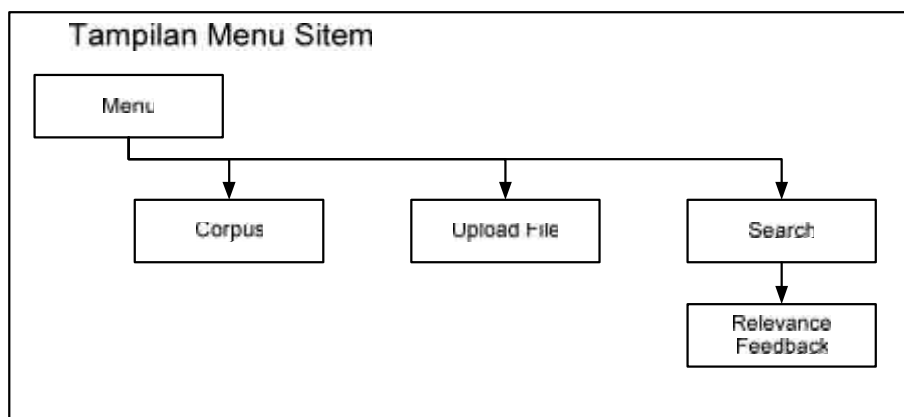 Tampilan Menu Sitem
Menu
Corpus
Upload File
Search
Relevance
Feedback